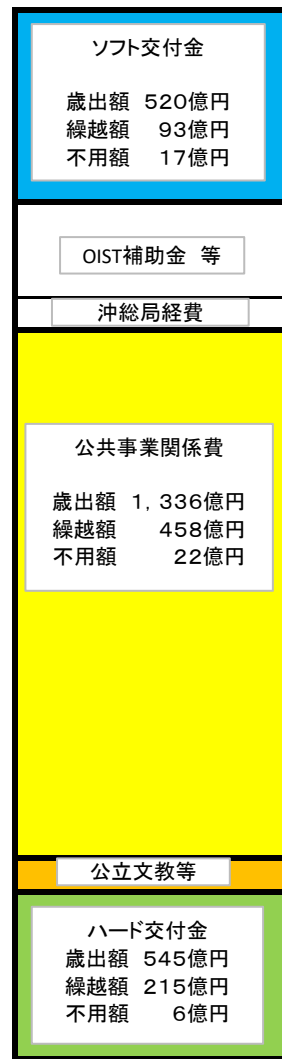 ソフト交付金
歳出額 520億円
繰越額 93億円
不用額 17億円
OIST補助金 等
沖総局経費
公共事業関係費
歳出額 1,336億円
繰越額 458億円
不用額 22億円
公立文教等
ハード交付金
歳出額 545億円
繰越額 215億円
不用額 6億円